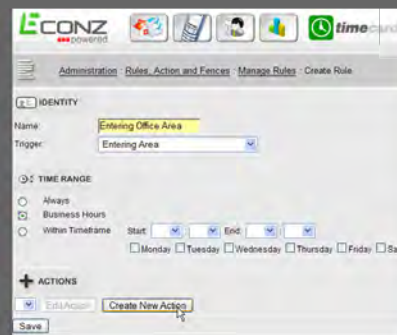 ECONZ
powered
timecard
Administration : Rules, Action and Fences : Manage Rules : Create Rule
IDENTITY
Name: Entering Office Area
Trigger: Entering Area
TIME RANGE
Always
Business Hours
Within Timeframe Start: End:
Monday Tuesday Wednesday Thursday Friday Sa
ACTIONS
Edit Action Create New Action
Save